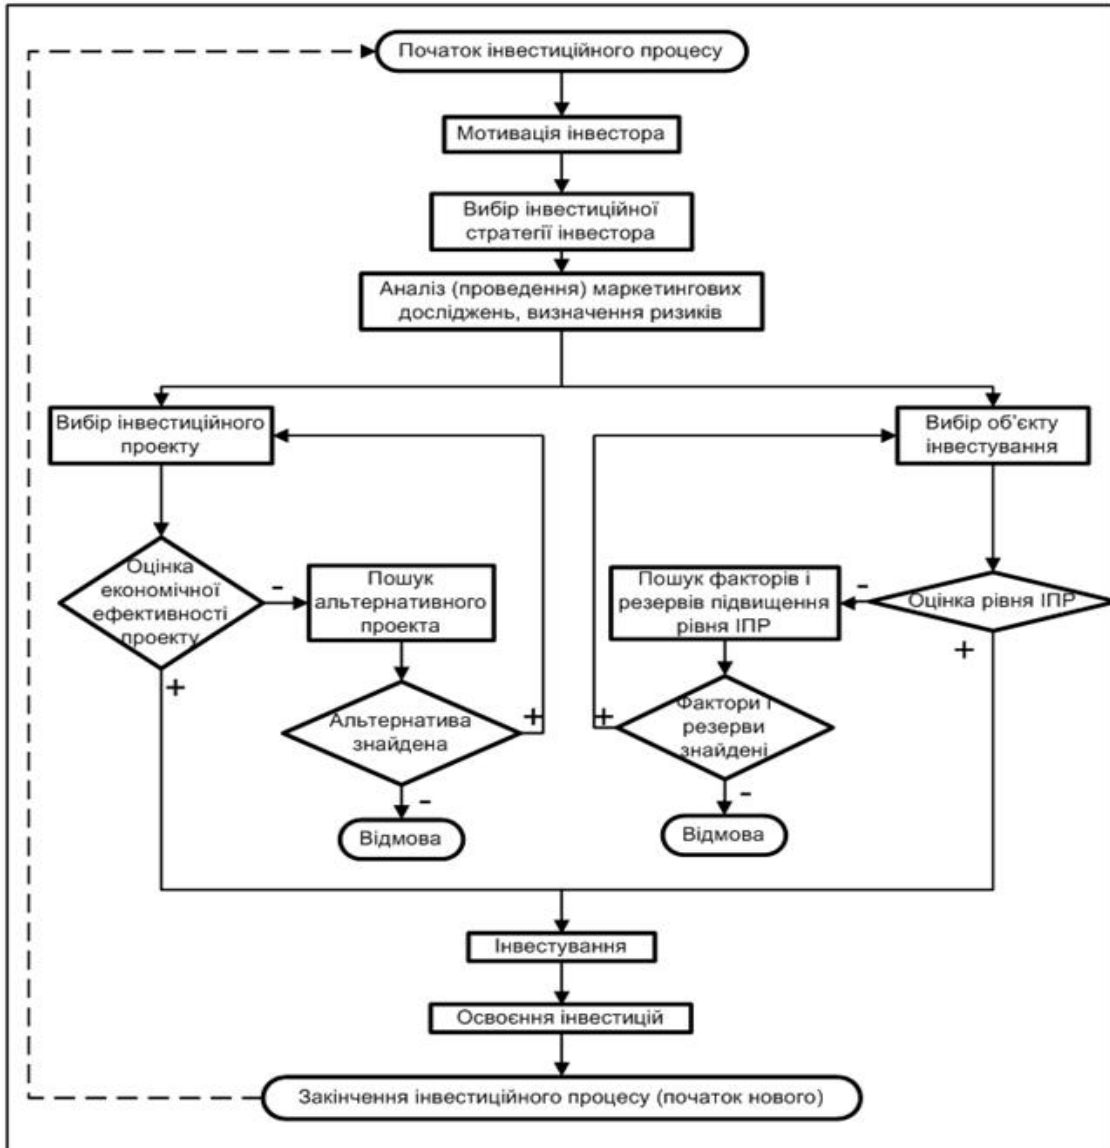 Початок інвестиційного процесу
Мотивація інвестора
Вибір інвестиційної
стратегії інвестора
Аналіз (проведення) маркетингових
досліджень, визначення ризиків
Вибір інвестиційного
проекту
Вибір об'єкту
інвестування
Оцінка
економічної
ефективності
проекту
-
+
Пошук
альтернативного
проекта
Альтернатива
знайдена
+
-
Відмова
Пошук факторів і
резервів підвищення
рівня ІПР
-
Оцінка рівня ІПР
+
Фактори і
резерви
знайдені
+
-
Відмова
Інвестування
Освоєння інвестицій
Закінчення інвестиційного процесу (початок нового)